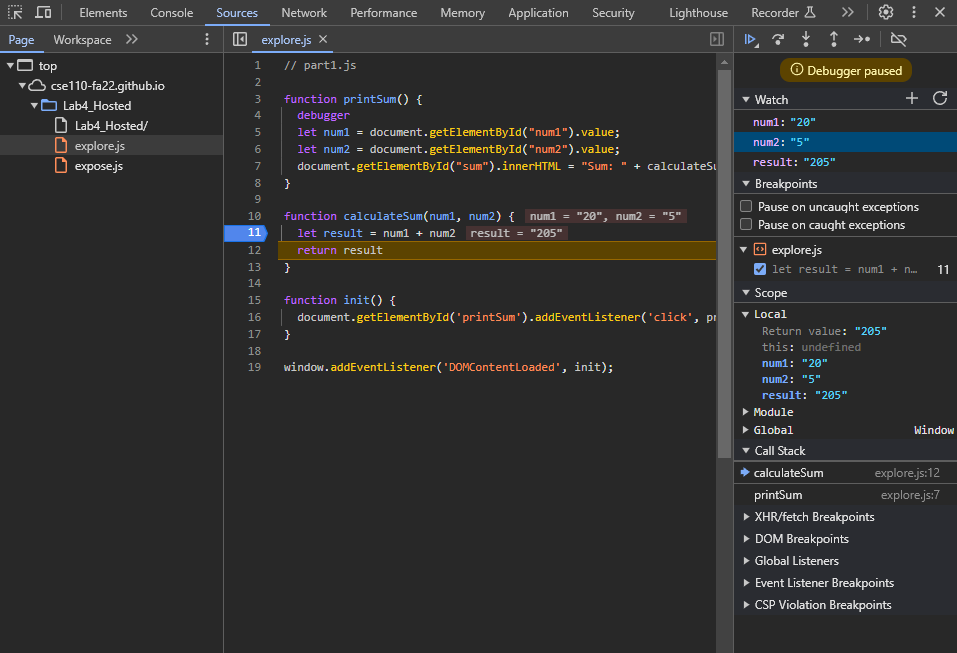 Elements Console Sources Network Performance Memory Application Security Lighthouse Recorder
Page Workspace
explore.js
top
cse110-fa22.github.io
Lab4_Hosted
Lab4_Hosted/
explore.js
expose.js
1 // part1.js
2
3 function printSum() {
4 debugger
5 let num1 = document.getElementById("num1").value;
6 let num2 = document.getElementById("num2").value;
7 document.getElementById("sum").innerHTML = "Sum: " + calculateSu
8 }
9
10 function calculateSum(num1, num2) { num1 = "20", num2 = "5"
11 let result = num1 + num2 result = "205"
12 return result
13 }
14
15 function init() {
16 document.getElementById('printSum').addEventListener('click', pr
17 }
18
19 window.addEventListener('DOMContentLoaded', init);
Debugger paused
Watch
num1: "20"
num2: "5"
result: "205"
Breakpoints
Pause on uncaught exceptions
Pause on caught exceptions
explore.js
let result = num1 + n… 11
Scope
Local
Return value: "205"
this: undefined
num1: "20"
num2: "5"
result: "205"
Module
Global Window
Call Stack
calculateSum explore.js:12
printSum explore.js:7
XHR/fetch Breakpoints
DOM Breakpoints
Global Listeners
Event Listener Breakpoints
CSP Violation Breakpoints